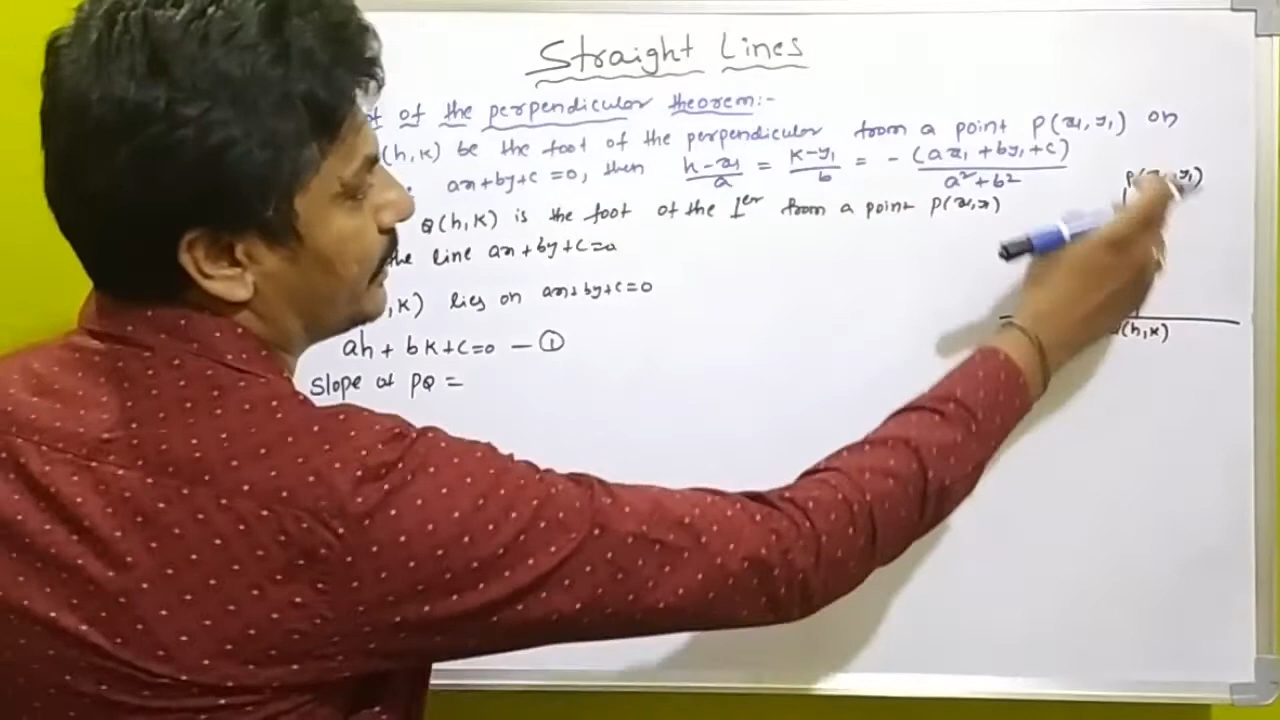 Straight Lines
of the perpendicular theorem:-
(h,k) be the foot of the perpendicular from a point P(x1,y1) on
ax+by+c=0, then h-x1/a = k-y1/b = -(ax1+by1+c)/a²+b²
Q(h,k) is the foot of the ⊥er from a point P(x,y)
the line ax+by+c=0
,k) lies on ax+by+c=0
ah+bk+c=0 — ①
Slope of PQ =
P( y1)
(h,k)